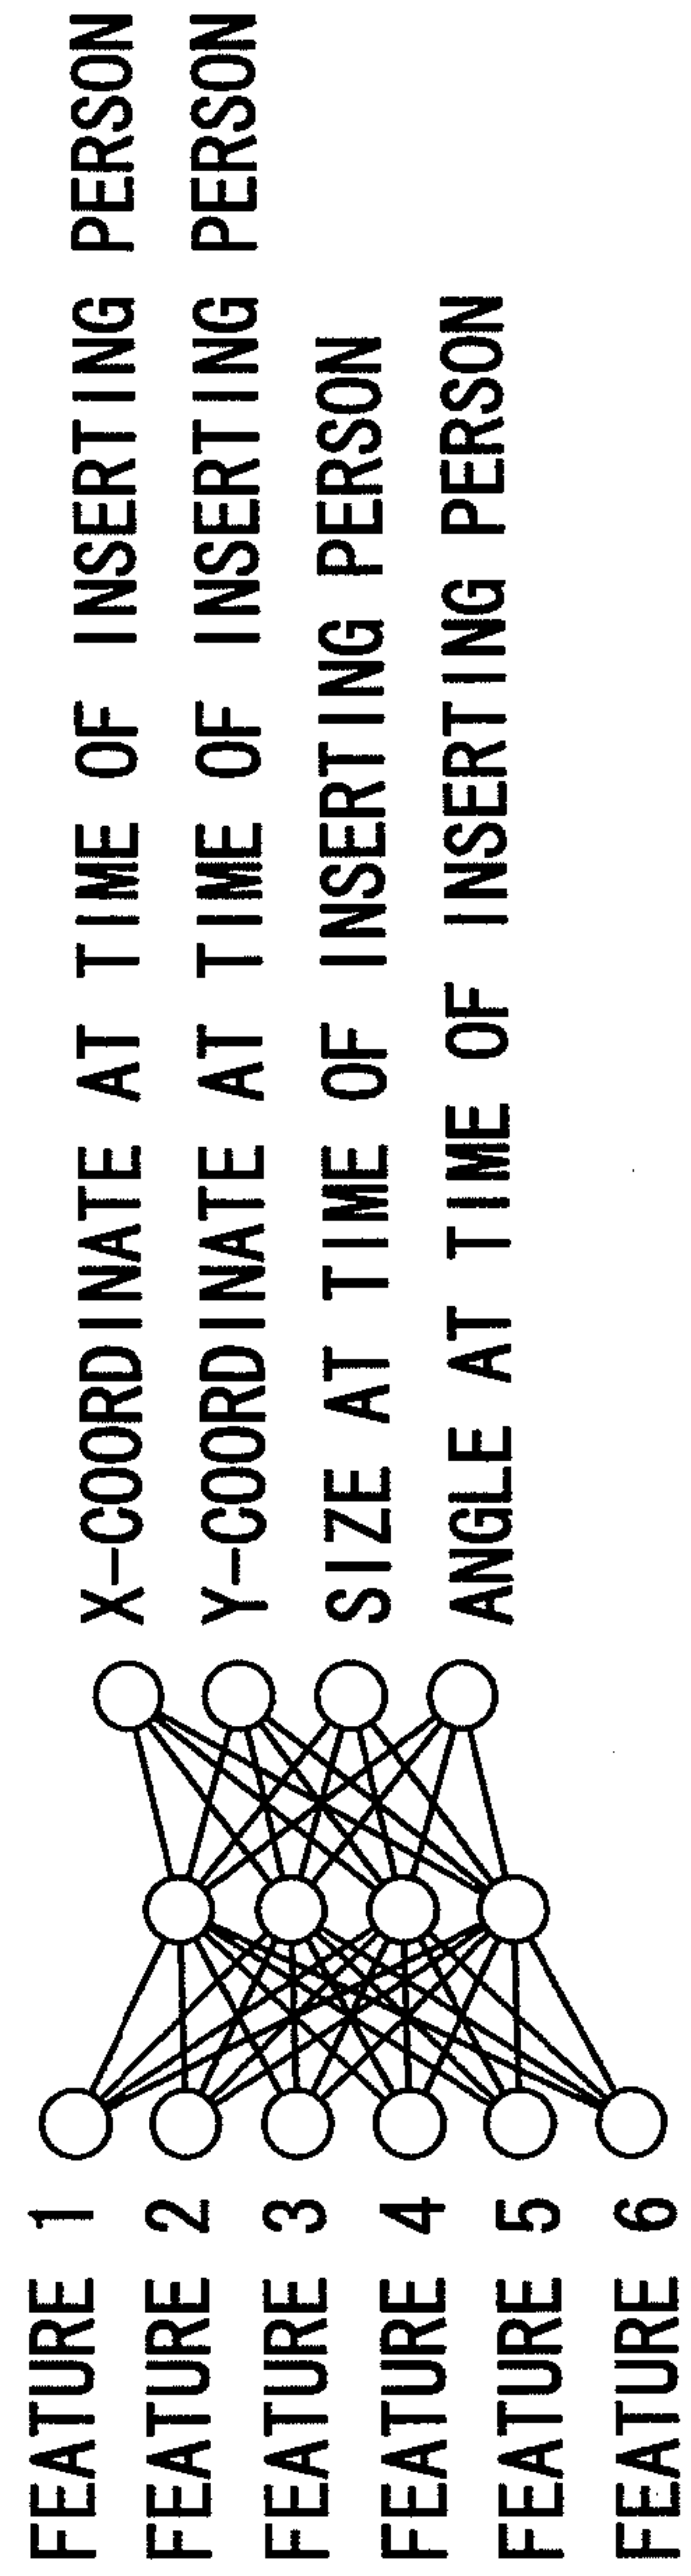 FEATURE 1
FEATURE 2
FEATURE 3
FEATURE 4
FEATURE 5
FEATURE 6
X-COORDINATE AT TIME OF INSERTING PERSON
Y-COORDINATE AT TIME OF INSERTING PERSON
SIZE AT TIME OF INSERTING PERSON
ANGLE AT TIME OF INSERTING PERSON